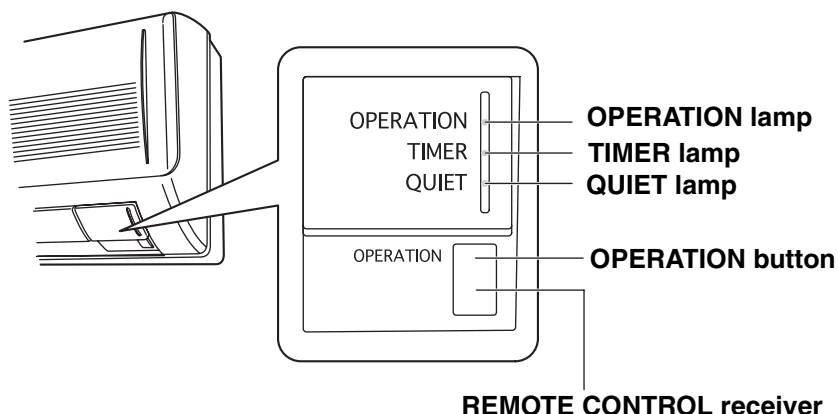 OPERATION OPERATION lamp
TIMER TIMER lamp
QUIET QUIET lamp
OPERATION OPERATION button
REMOTE CONTROL receiver